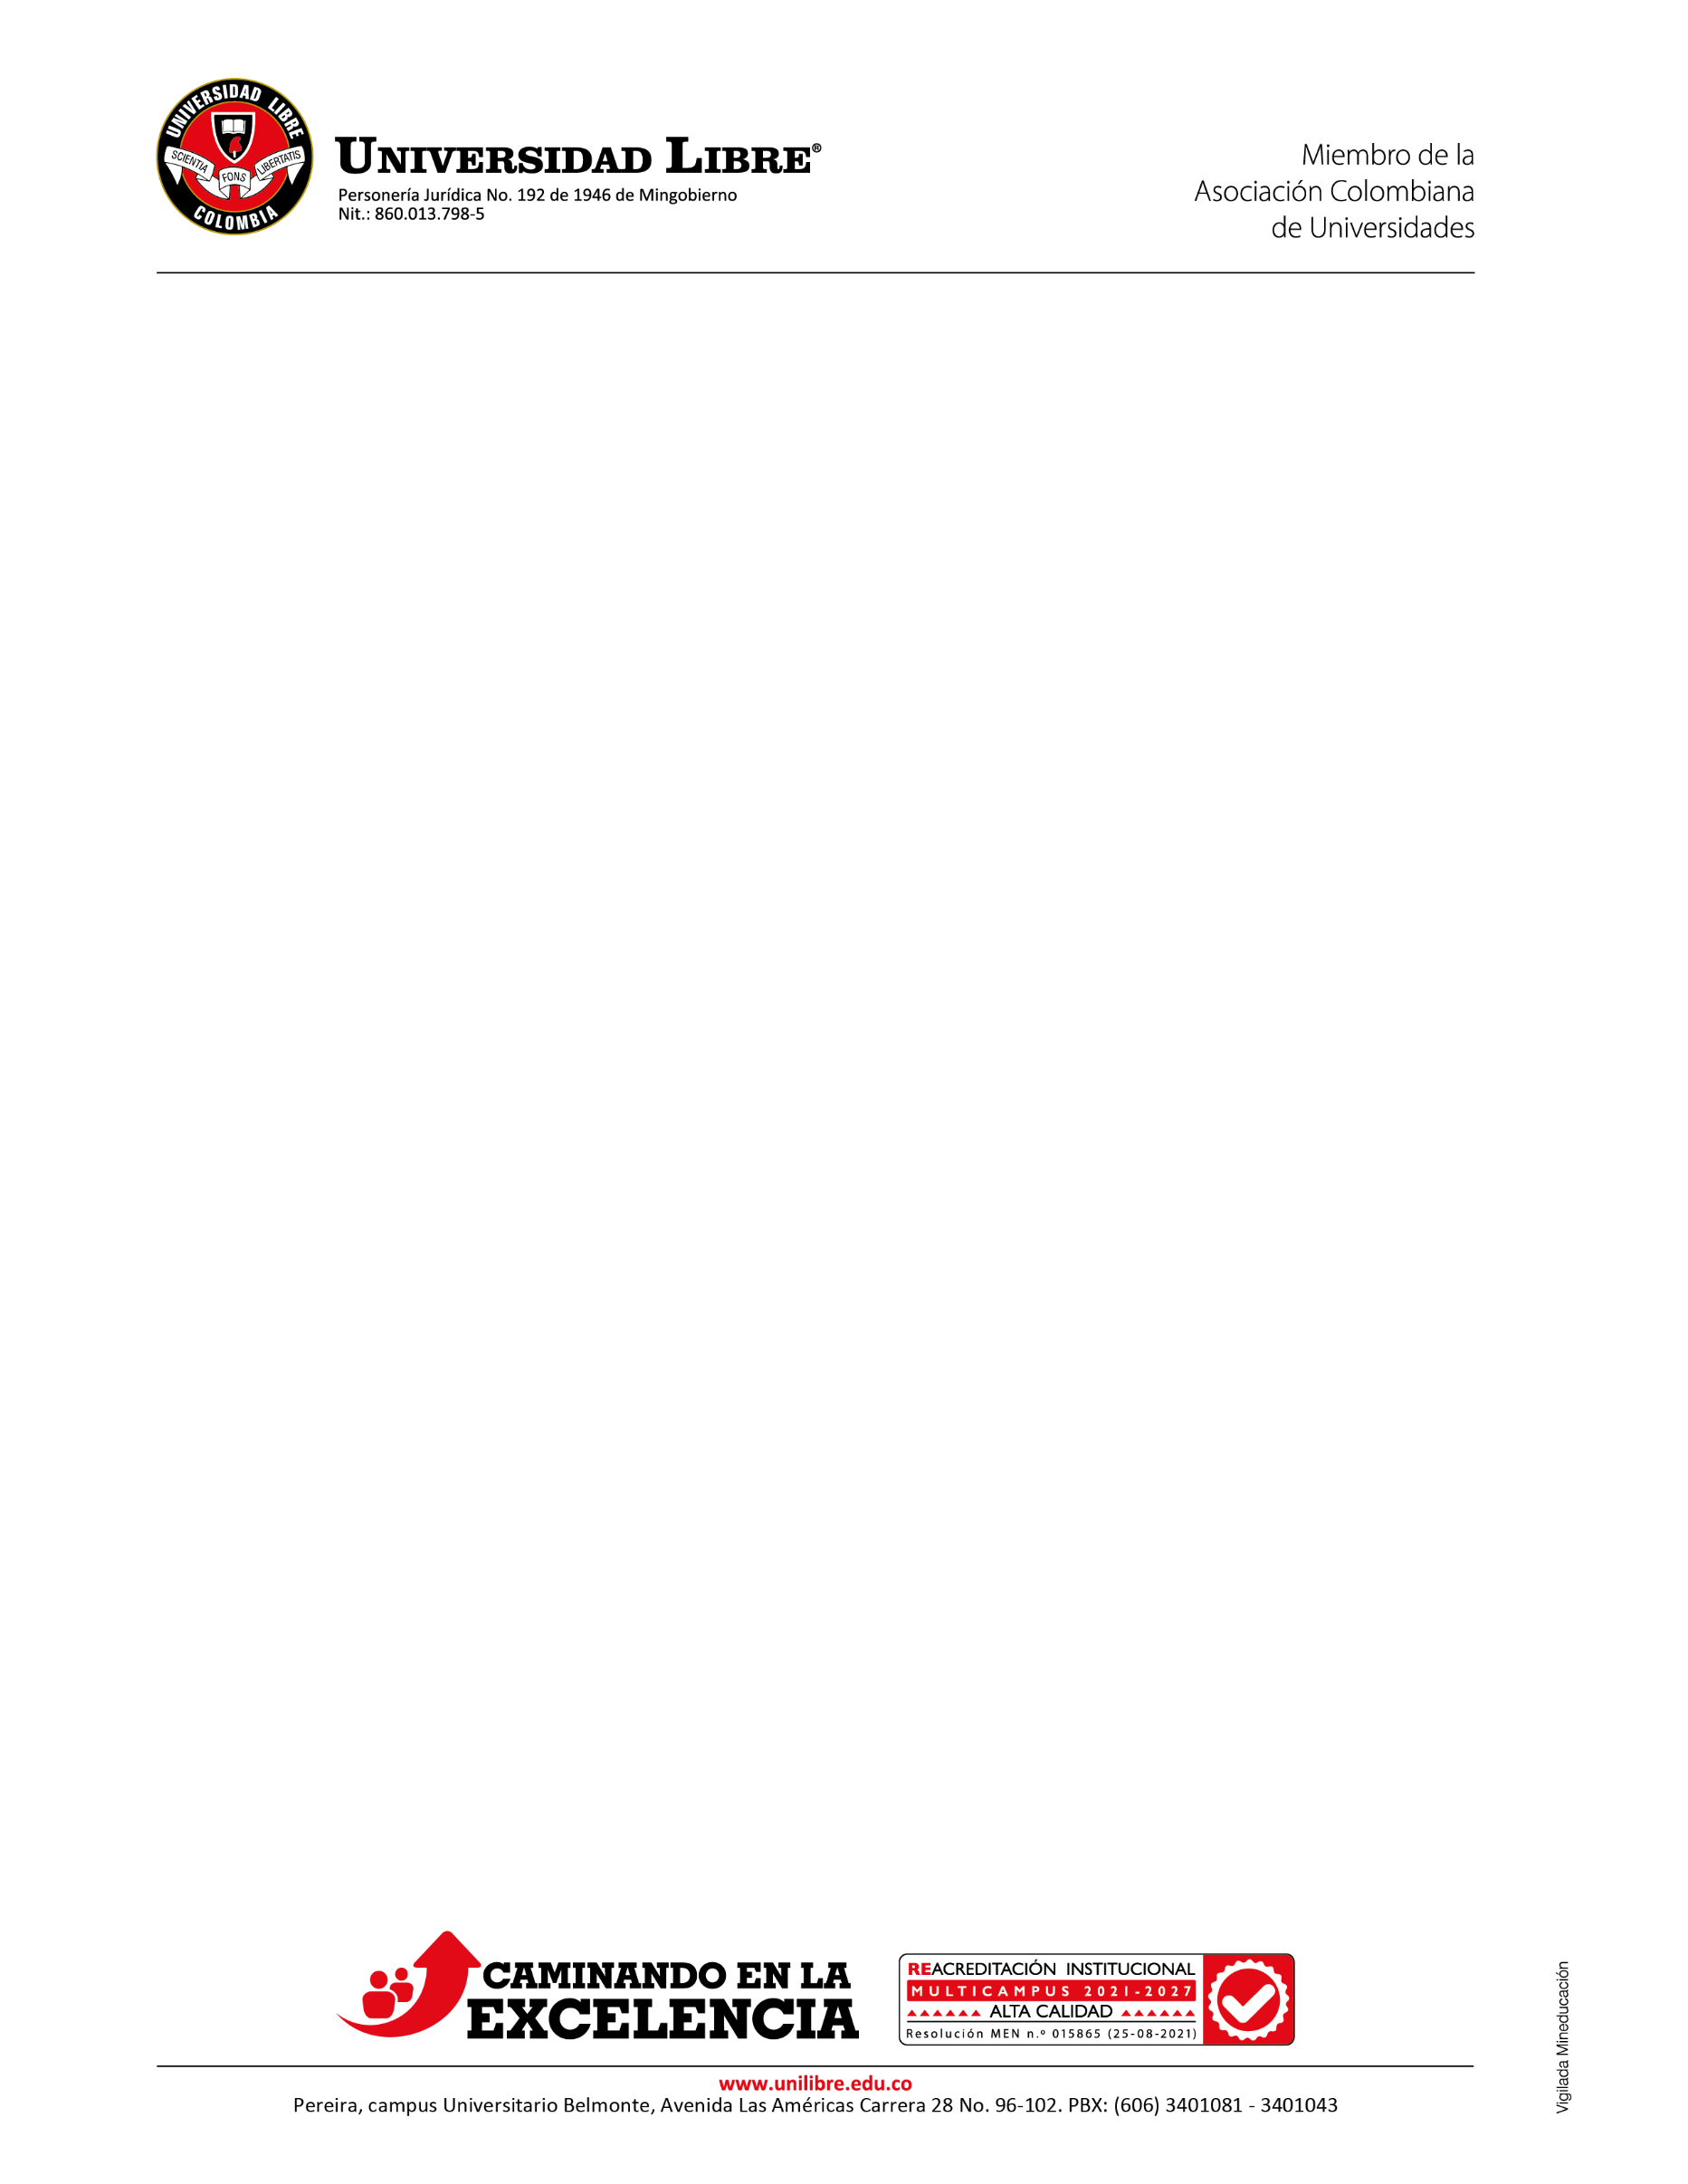 UNIVERSIDAD LIBRE
SCIENTIA
FONS
LIBERTATIS
COLOMBIA
UNIVERSIDAD LIBRE®
Personería Jurídica No. 192 de 1946 de Mingobierno
Nit.: 860.013.798-5
Miembro de la
Asociación Colombiana
de Universidades
CAMINANDO EN LA
EXCELENCIA
REACREDITACIÓN INSTITUCIONAL
MULTICAMPUS 2021-2027
ALTA CALIDAD
Resolución MEN n.º 015865 (25-08-2021)
www.unilibre.edu.co
Pereira, campus Universitario Belmonte, Avenida Las Américas Carrera 28 No. 96-102. PBX: (606) 3401081 - 3401043
Vigilada Mineducación